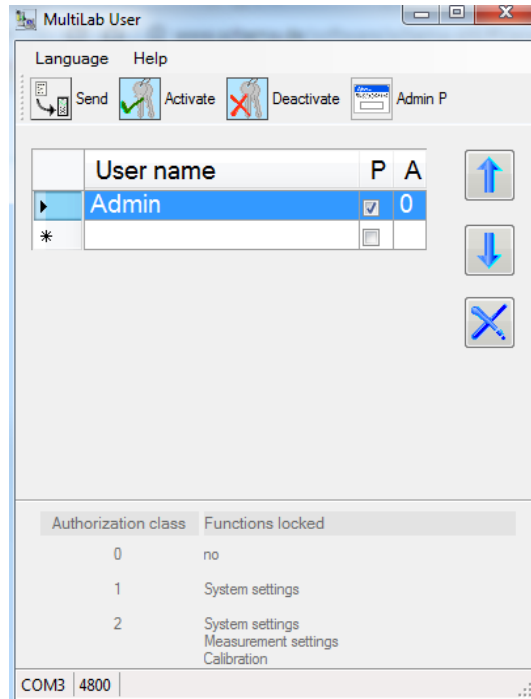 MultiLab User
Language Help
Send Activate Deactivate Admin P
User name P A
Admin 0
Authorization class Functions locked
0 no
1 System settings
2 System settings
Measurement settings
Calibration
COM3 4800